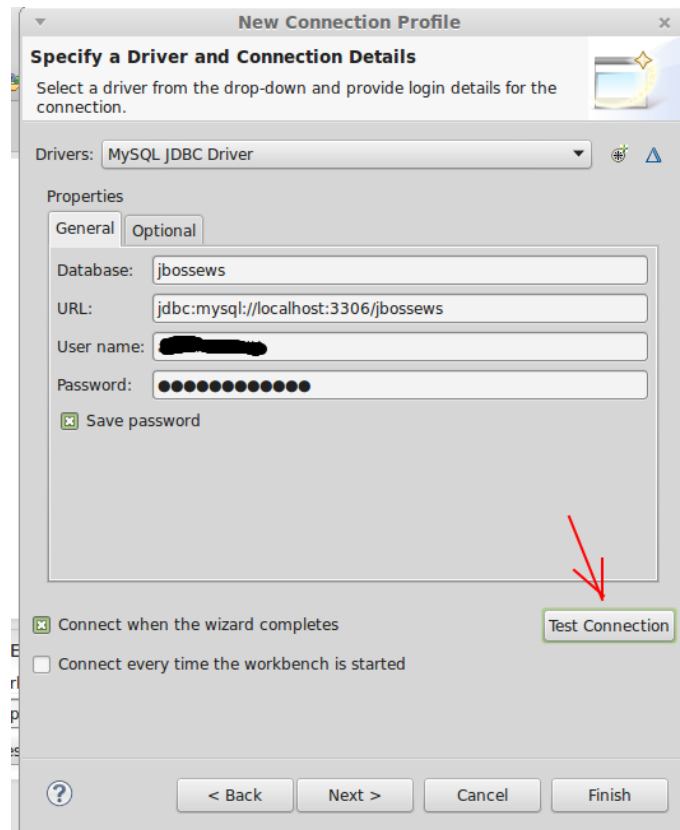 New Connection Profile
Specify a Driver and Connection Details
Select a driver from the drop-down and provide login details for the
connection.
Drivers: MySQL JDBC Driver
Properties
General Optional
Database: jbossews
URL: jdbc:mysql://localhost:3306/jbossews
User name:
Password: ●●●●●●●●●●●●
Save password
Connect when the wizard completes
Test Connection
Connect every time the workbench is started
< Back Next > Cancel Finish